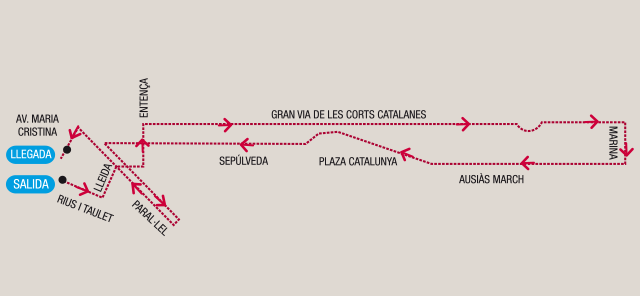 ENTENÇA
AV. MARIA
CRISTINA
GRAN VIA DE LES CORTS CATALANES
MARINA
LLEGADA
SEPÚLVEDA
PLAZA CATALUNYA
AUSIÀS MARCH
SALIDA
LLEIDA
RIUS I TAULET
PARAL·LEL